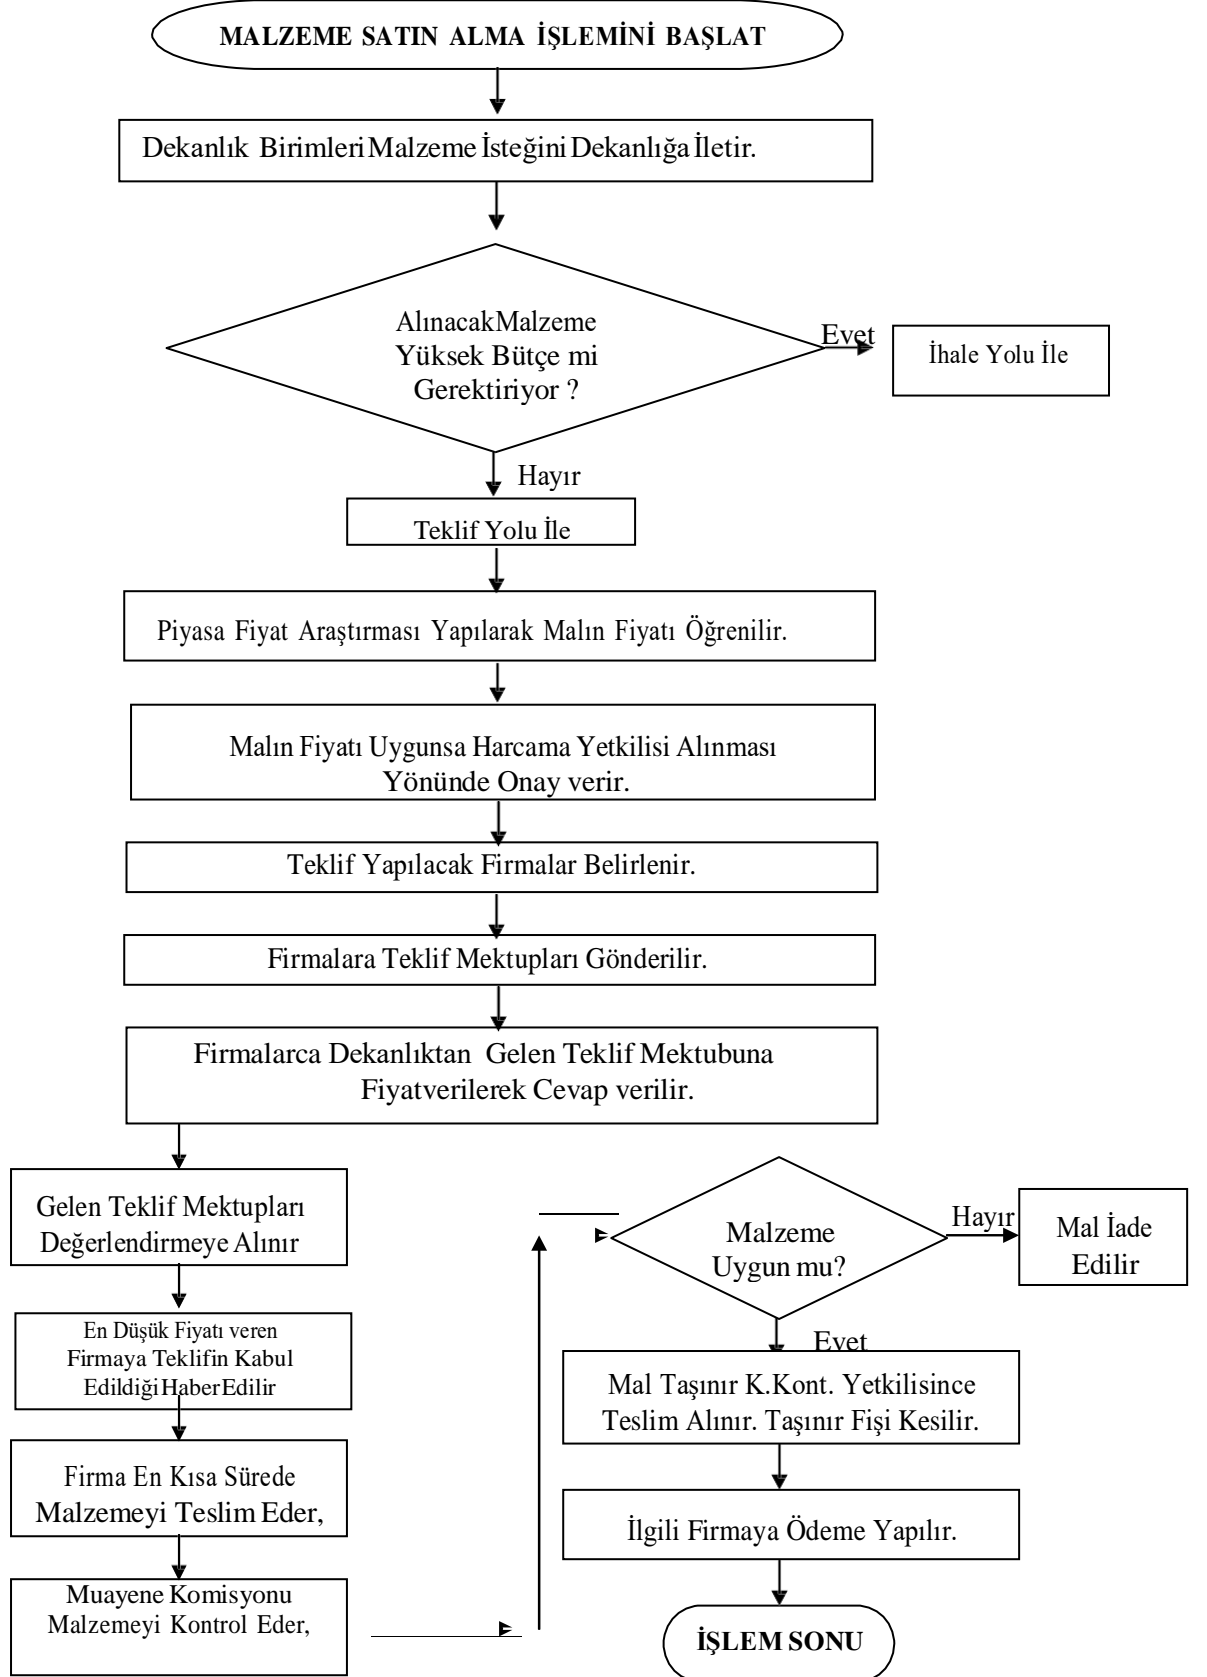 MALZEME SATIN ALMA İŞLEMİNİ BAŞLAT
Dekanlık Birimleri Malzeme İsteğini Dekanlığa İletir.
Alınacak Malzeme
Yüksek Bütçe mi
Gerektiriyor ?
Evet
İhale Yolu İle
Hayır
Teklif Yolu İle
Piyasa Fiyat Araştırması Yapılarak Malın Fiyatı Öğrenilir.
Malın Fiyatı Uygunsa Harcama Yetkilisi Alınması
Yönünde Onay verir.
Teklif Yapılacak Firmalar Belirlenir.
Firmalara Teklif Mektupları Gönderilir.
Firmalarca Dekanlıktan Gelen Teklif Mektubuna
Fiyatverilerek Cevap verilir.
Gelen Teklif Mektupları
Değerlendirmeye Alınır
En Düşük Fiyatı veren
Firmaya Teklifin Kabul
Edildiği Haber Edilir
Firma En Kısa Sürede
Malzemeyi Teslim Eder,
Muayene Komisyonu
Malzemeyi Kontrol Eder,
Malzeme
Uygun mu?
Hayır
Mal İade
Edilir
Evet
Mal Taşınır K.Kont. Yetkilisince
Teslim Alınır. Taşınır Fişi Kesilir.
İlgili Firmaya Ödeme Yapılır.
İŞLEM SONU